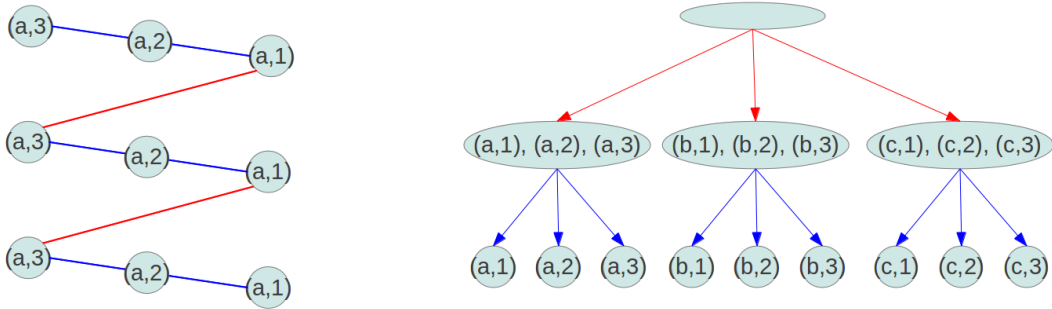 (a,3)
(a,2)
(a,1)
(a,3)
(a,2)
(a,1)
(a,3)
(a,2)
(a,1)
(a,1), (a,2), (a,3)
(b,1), (b,2), (b,3)
(c,1), (c,2), (c,3)
(a,1)
(a,2)
(a,3)
(b,1)
(b,2)
(b,3)
(c,1)
(c,2)
(c,3)